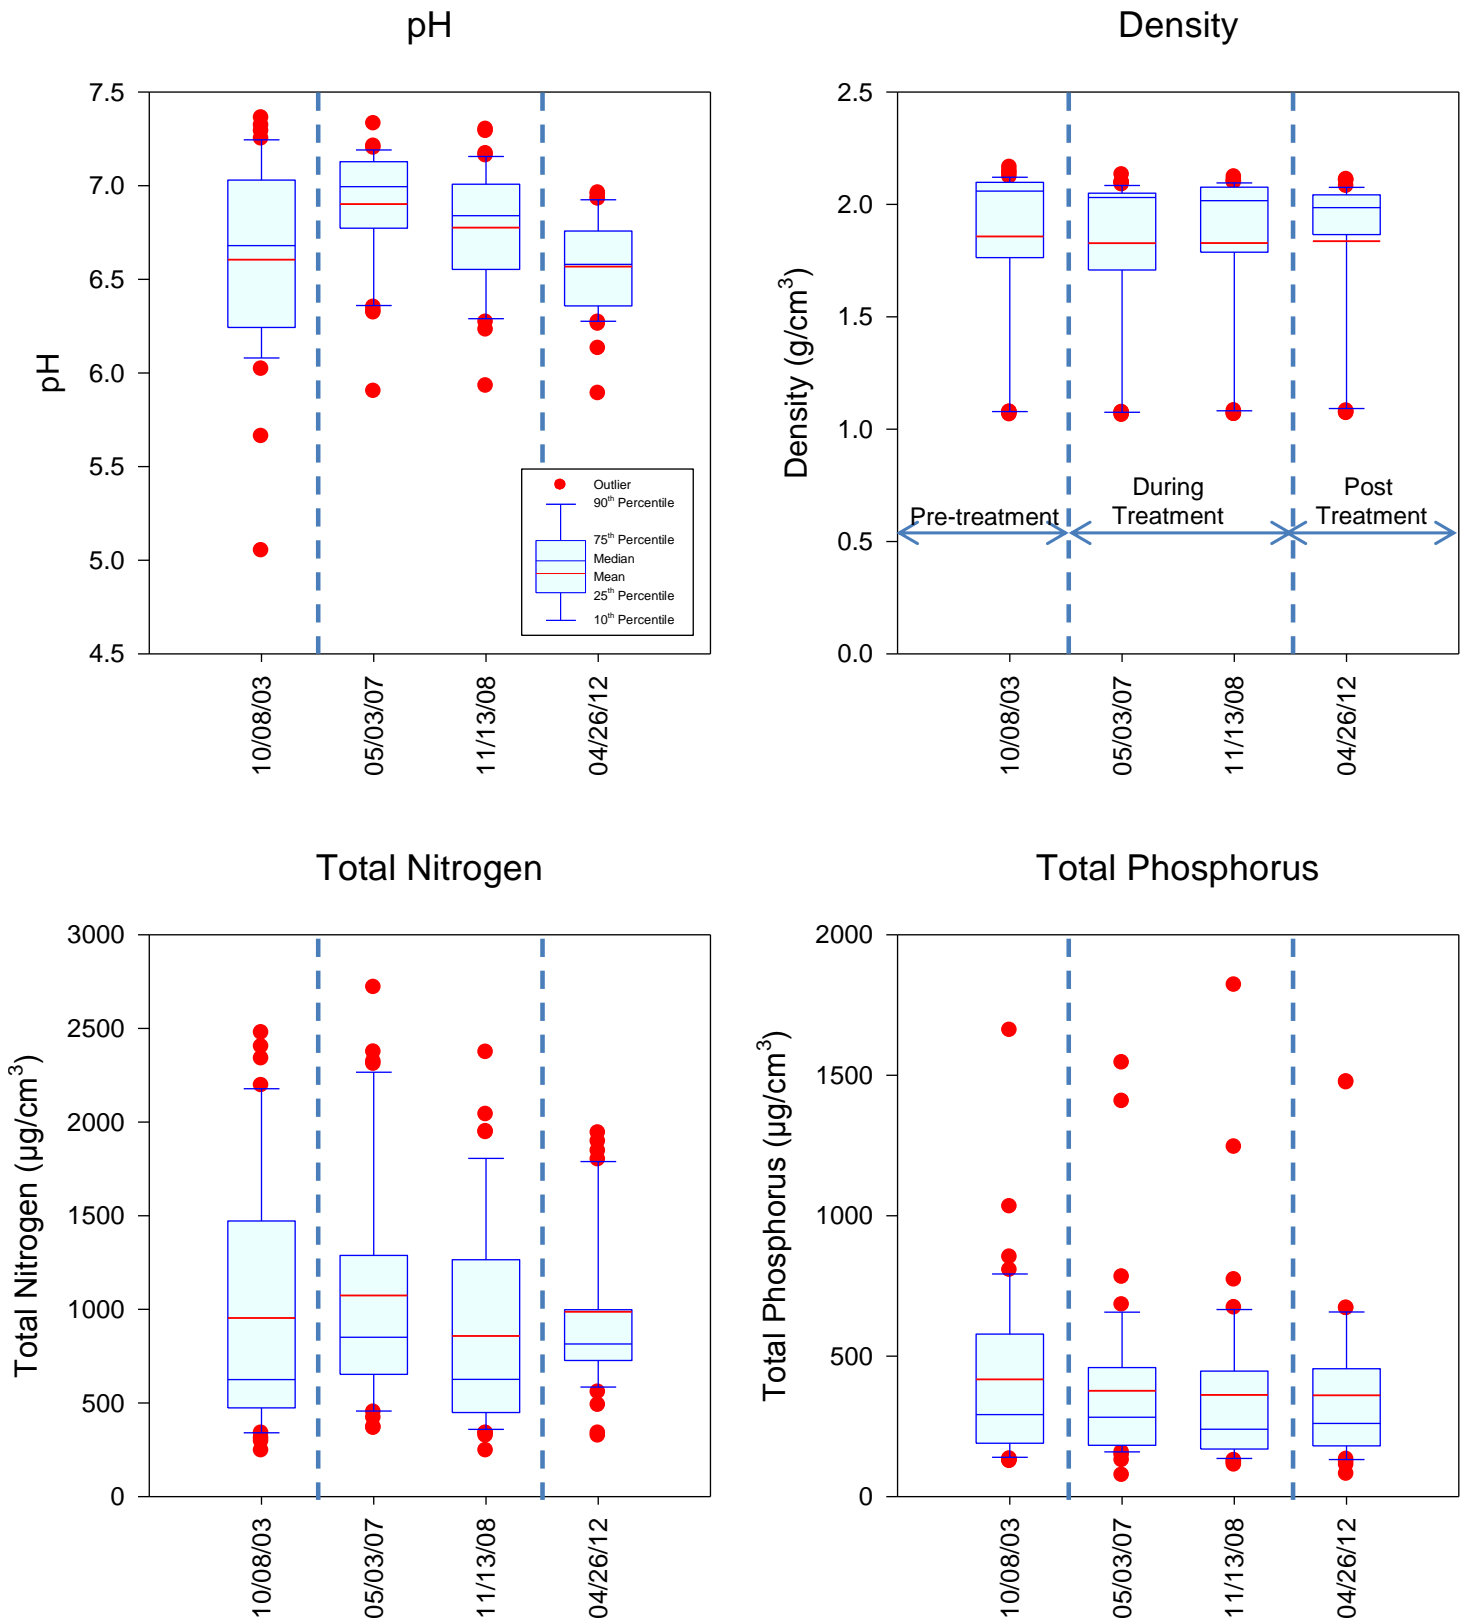 pH
pH
7.5
7.0
6.5
6.0
5.5
5.0
4.5
Outlier
90th Percentile
75th Percentile
Median
Mean
25th Percentile
10th Percentile
10/08/03
05/03/07
11/13/08
04/26/12
Density
Density (g/cm³)
2.5
2.0
1.5
1.0
0.5
0.0
Pre-treatment
During
Treatment
Post
Treatment
10/08/03
05/03/07
11/13/08
04/26/12
Total Nitrogen
Total Nitrogen (µg/cm³)
3000
2500
2000
1500
1000
500
0
10/08/03
05/03/07
11/13/08
04/26/12
Total Phosphorus
Total Phosphorus (µg/cm³)
2000
1500
1000
500
0
10/08/03
05/03/07
11/13/08
04/26/12